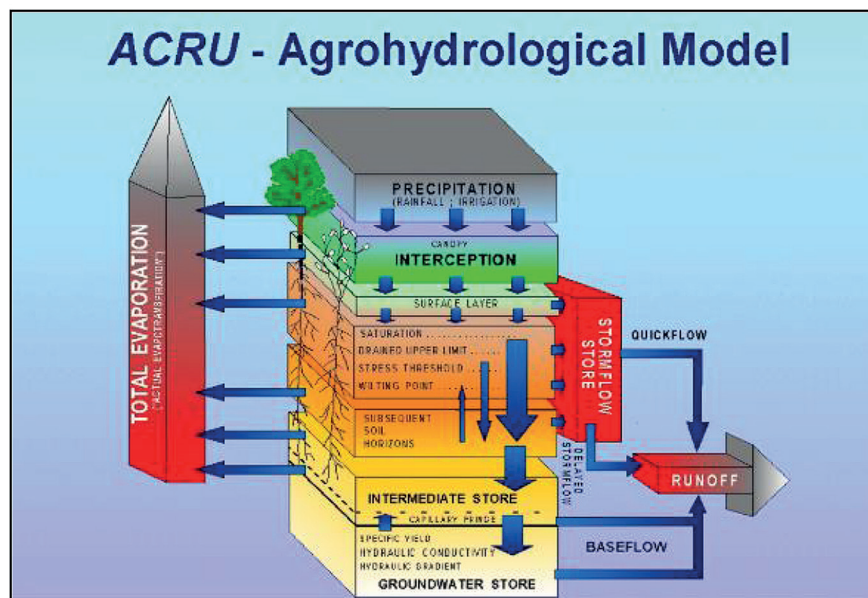 ACRU - Agrohydrological Model
PRECIPITATION
(RAINFALL ; IRRIGATION)
CANOPY
INTERCEPTION
SURFACE LAYER
SATURATION . . . . . . . . . . . . . . .
DRAINED UPPER LIMIT . . . . . .
STRESS THRESHOLD . . . . . . . .
WILTING POINT . . . . . . . . . . .
SUBSEQUENT
SOIL
HORIZONS
INTERMEDIATE STORE
CAPILLARY FRINGE
SPECIFIC YIELD
HYDRAULIC CONDUCTIVITY
HYDRAULIC GRADIENT
GROUNDWATER STORE
TOTAL EVAPORATION
("ACTUAL EVAPOTRANSPIRATION")
STORMFLOW
STORE
QUICKFLOW
DELAYED
STORMFLOW
RUNOFF
BASEFLOW